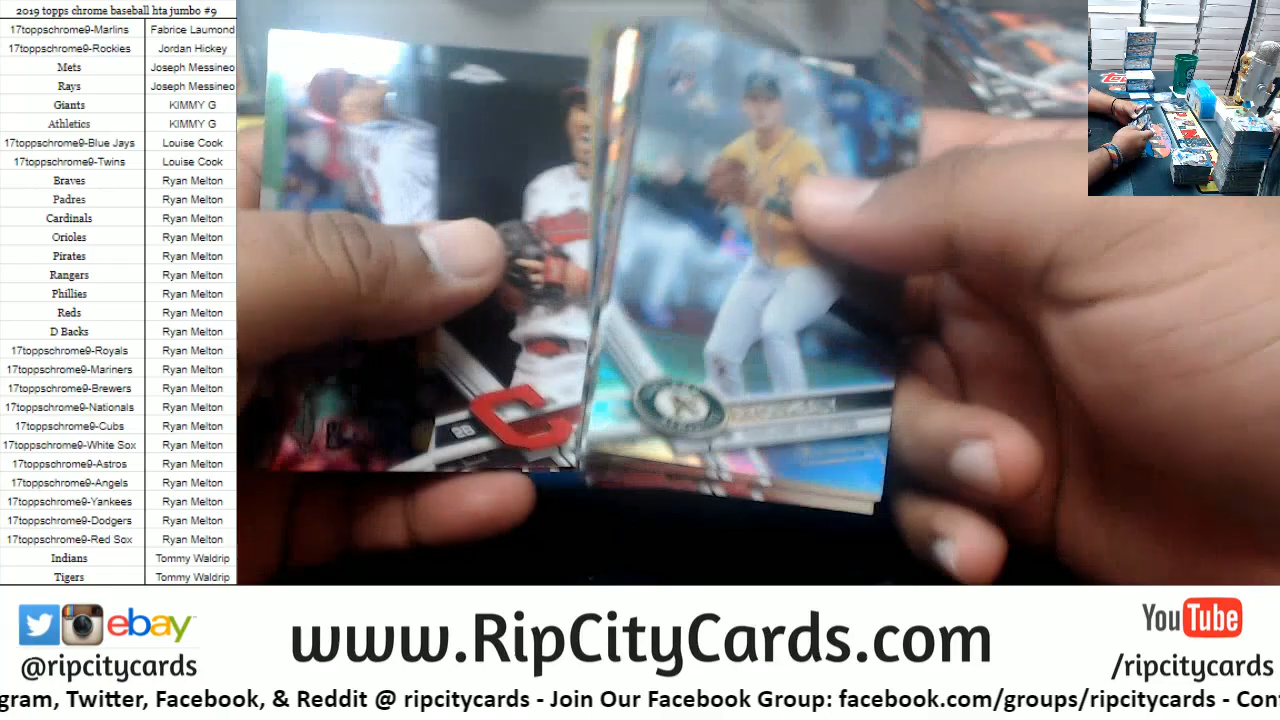 2019 topps chrome baseball hta jumbo #9
17toppschrome9-Marlins Fabrice Laumond
17toppschrome9-Rockies Jordan Hickey
Mets Joseph Messineo
Rays Joseph Messineo
Giants KIMMY G
Athletics KIMMY G
17toppschrome9-Blue Jays Louise Cook
17toppschrome9-Twins Louise Cook
Braves Ryan Melton
Padres Ryan Melton
Cardinals Ryan Melton
Orioles Ryan Melton
Pirates Ryan Melton
Rangers Ryan Melton
Phillies Ryan Melton
Reds Ryan Melton
D Backs Ryan Melton
17toppschrome9-Royals Ryan Melton
17toppschrome9-Mariners Ryan Melton
17toppschrome9-Brewers Ryan Melton
17toppschrome9-Nationals Ryan Melton
17toppschrome9-Cubs Ryan Melton
17toppschrome9-White Sox Ryan Melton
17toppschrome9-Astros Ryan Melton
17toppschrome9-Angels Ryan Melton
17toppschrome9-Yankees Ryan Melton
17toppschrome9-Dodgers Ryan Melton
17toppschrome9-Red Sox Ryan Melton
Indians Tommy Waldrip
Tigers Tommy Waldrip
2B C
ebay
@ripcitycards
www.RipCityCards.com
YouTube
/ripcitycards
gram, Twitter, Facebook, & Reddit @ ripcitycards - Join Our Facebook Group: facebook.com/groups/ripcitycards - Con